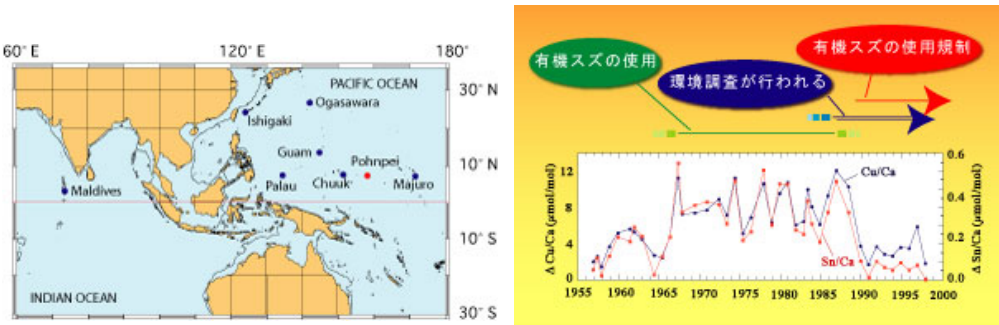 60° E
120° E
180°
PACIFIC OCEAN
30° N
Ogasawara
Ishigaki
Guam
Pohnpei
10° N
Maldives
Palau
Chuuk
Majuro
10° S
INDIAN OCEAN
30° S
有機スズの使用規制
有機スズの使用
環境調査が行われる
Δ Cu/Ca (μmol/mol)
12
8
4
0
Cu/Ca
Sn/Ca
0.6
0.4
0.2
0.0
Δ Sn/Ca (μmol/mol)
1955 1960 1965 1970 1975 1980 1985 1990 1995 2000